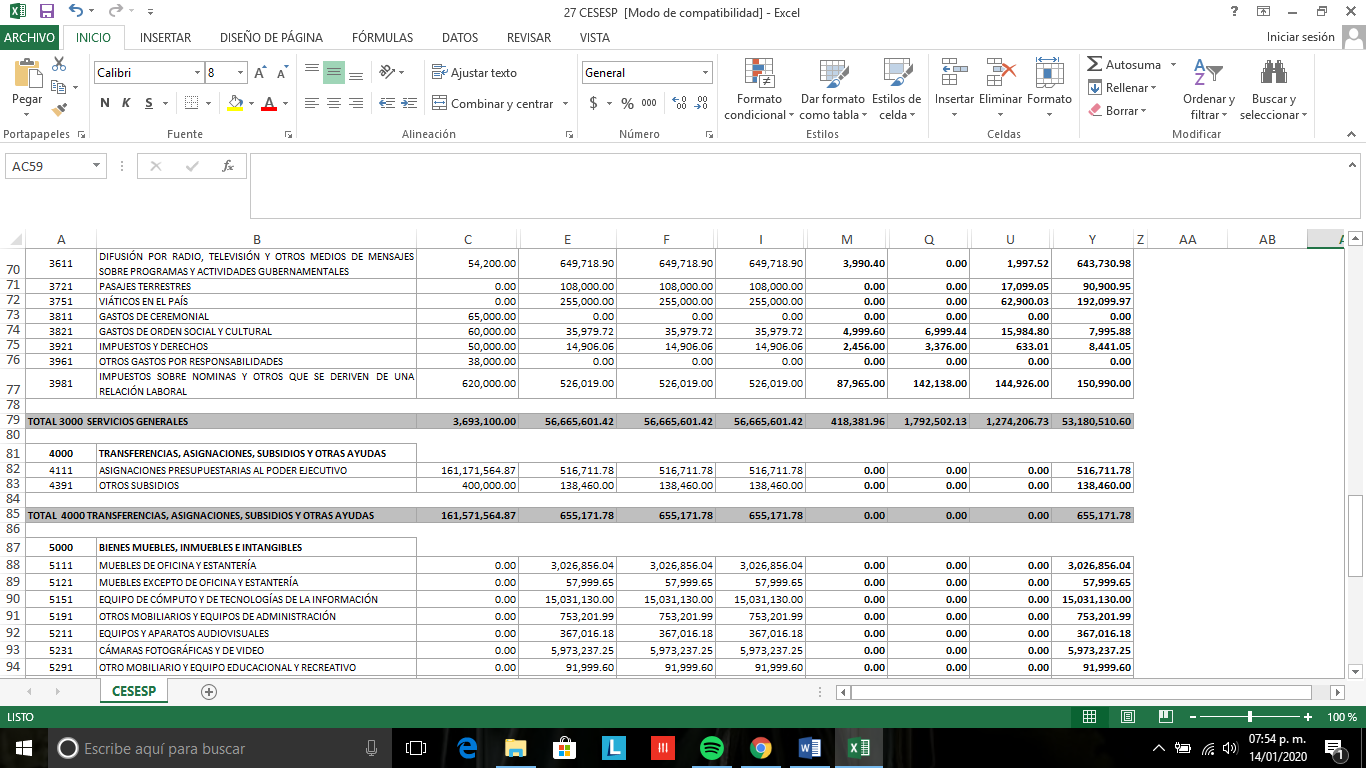 27 CESESP [Modo de compatibilidad] - Excel
?
ARCHIVO INICIO INSERTAR DISEÑO DE PÁGINA FÓRMULAS DATOS REVISAR VISTA Iniciar sesión
Calibri 8 A A Ajustar texto General
Pegar N K S A Combinar y centrar $ % 000
Formato condicional Dar formato como tabla Estilos de celda
Insertar Eliminar Formato
Autosuma
Rellenar
Borrar
Ordenar y filtrar Buscar y seleccionar
Portapapeles Fuente Alineación Número Estilos Celdas Modificar
AC59 fx
A B C E F I M Q U Y Z AA AB
DIFUSIÓN POR RADIO, TELEVISIÓN Y OTROS MEDIOS DE MENSAJES
70 3611 SOBRE PROGRAMAS Y ACTIVIDADES GUBERNAMENTALES 54,200.00 649,718.90 649,718.90 649,718.90 3,990.40 0.00 1,997.52 643,730.98
71 3721 PASAJES TERRESTRES 0.00 108,000.00 108,000.00 108,000.00 0.00 0.00 17,099.05 90,900.95
72 3751 VIÁTICOS EN EL PAÍS 0.00 255,000.00 255,000.00 255,000.00 0.00 0.00 62,900.03 192,099.97
73 3811 GASTOS DE CEREMONIAL 65,000.00 0.00 0.00 0.00 0.00 0.00 0.00 0.00
74 3821 GASTOS DE ORDEN SOCIAL Y CULTURAL 60,000.00 35,979.72 35,979.72 35,979.72 4,999.60 6,999.44 15,984.80 7,995.88
75 3921 IMPUESTOS Y DERECHOS 50,000.00 14,906.06 14,906.06 14,906.06 2,456.00 3,376.00 633.01 8,441.05
76 3961 OTROS GASTOS POR RESPONSABILIDADES 38,000.00 0.00 0.00 0.00 0.00 0.00 0.00 0.00
IMPUESTOS SOBRE NOMINAS Y OTROS QUE SE DERIVEN DE UNA
77 3981 RELACIÓN LABORAL 620,000.00 526,019.00 526,019.00 526,019.00 87,965.00 142,138.00 144,926.00 150,990.00
78
79 TOTAL 3000 SERVICIOS GENERALES 3,693,100.00 56,665,601.42 56,665,601.42 56,665,601.42 418,381.96 1,792,502.13 1,274,206.73 53,180,510.60
80
81 4000 TRANSFERENCIAS, ASIGNACIONES, SUBSIDIOS Y OTRAS AYUDAS
82 4111 ASIGNACIONES PRESUPUESTARIAS AL PODER EJECUTIVO 161,171,564.87 516,711.78 516,711.78 516,711.78 0.00 0.00 0.00 516,711.78
83 4391 OTROS SUBSIDIOS 400,000.00 138,460.00 138,460.00 138,460.00 0.00 0.00 0.00 138,460.00
84
85 TOTAL 4000 TRANSFERENCIAS, ASIGNACIONES, SUBSIDIOS Y OTRAS AYUDAS 161,571,564.87 655,171.78 655,171.78 655,171.78 0.00 0.00 0.00 655,171.78
86
87 5000 BIENES MUEBLES, INMUEBLES E INTANGIBLES
88 5111 MUEBLES DE OFICINA Y ESTANTERÍA 0.00 3,026,856.04 3,026,856.04 3,026,856.04 0.00 0.00 0.00 3,026,856.04
89 5121 MUEBLES EXCEPTO DE OFICINA Y ESTANTERÍA 0.00 57,999.65 57,999.65 57,999.65 0.00 0.00 0.00 57,999.65
90 5151 EQUIPO DE CÓMPUTO Y DE TECNOLOGÍAS DE LA INFORMACIÓN 0.00 15,031,130.00 15,031,130.00 15,031,130.00 0.00 0.00 0.00 15,031,130.00
91 5191 OTROS MOBILIARIOS Y EQUIPOS DE ADMINISTRACIÓN 0.00 753,201.99 753,201.99 753,201.99 0.00 0.00 0.00 753,201.99
92 5211 EQUIPOS Y APARATOS AUDIOVISUALES 0.00 367,016.18 367,016.18 367,016.18 0.00 0.00 0.00 367,016.18
93 5231 CÁMARAS FOTOGRÁFICAS Y DE VIDEO 0.00 5,973,237.25 5,973,237.25 5,973,237.25 0.00 0.00 0.00 5,973,237.25
94 5291 OTRO MOBILIARIO Y EQUIPO EDUCACIONAL Y RECREATIVO 0.00 91,999.60 91,999.60 91,999.60 0.00 0.00 0.00 91,999.60
CESESP
LISTO 100 %
Escribe aquí para buscar
07:54 p. m.
14/01/2020
1